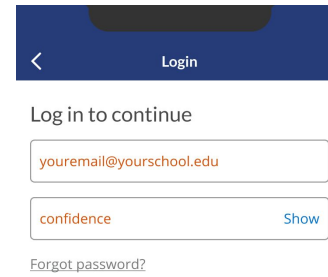 Login
Log in to continue
youremail@yourschool.edu
confidence Show
Forgot password?